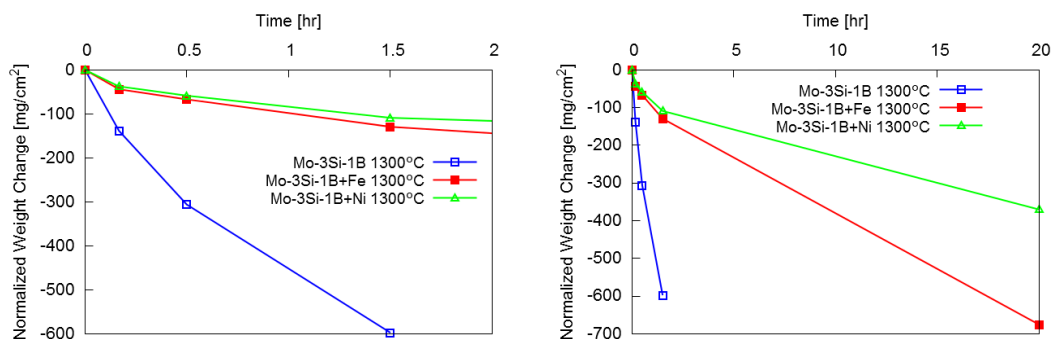 Time [hr]
0 0.5 1 1.5 2
Normalized Weight Change [mg/cm²]
0
-100
-200
-300
-400
-500
-600
Mo-3Si-1B 1300°C
Mo-3Si-1B+Fe 1300°C
Mo-3Si-1B+Ni 1300°C
Time [hr]
0 5 10 15 20
Normalized Weight Change [mg/cm²]
0
-100
-200
-300
-400
-500
-600
-700
Mo-3Si-1B 1300°C
Mo-3Si-1B+Fe 1300°C
Mo-3Si-1B+Ni 1300°C